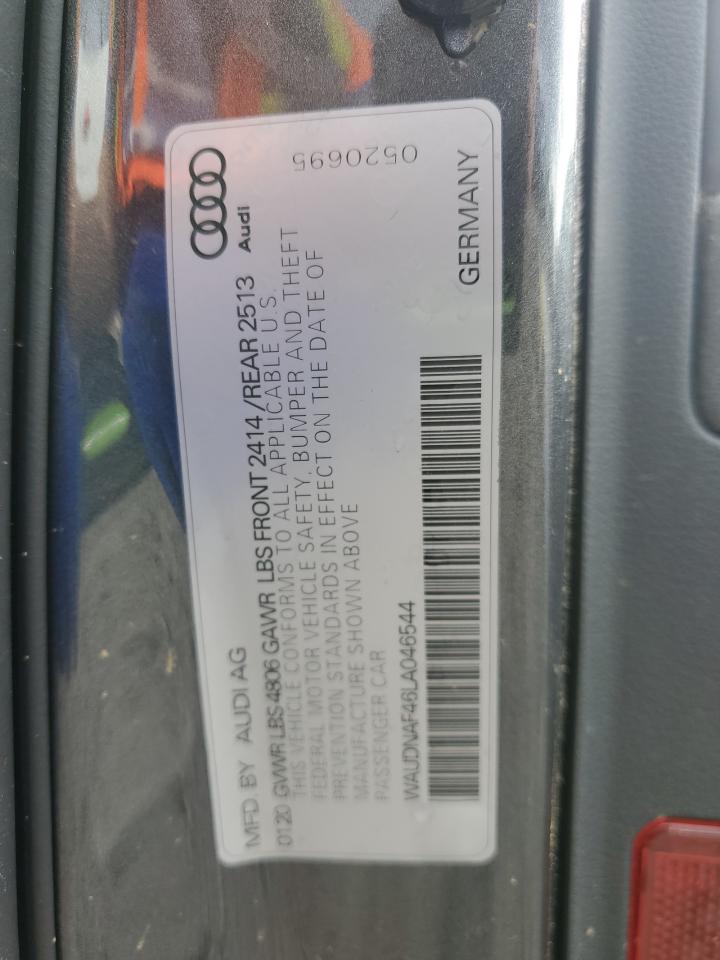 MFD. BY AUDI AG
Audi
01.20 GVWR LBS 4806 GAWR LBS FRONT 2414 /REAR 2513
THIS VEHICLE CONFORMS TO ALL APPLICABLE U.S.
FEDERAL MOTOR VEHICLE SAFETY, BUMPER AND THEFT
PREVENTION STANDARDS IN EFFECT ON THE DATE OF
MANUFACTURE SHOWN ABOVE
PASSENGER CAR
0520695
WAUDNAF46LA046544
GERMANY